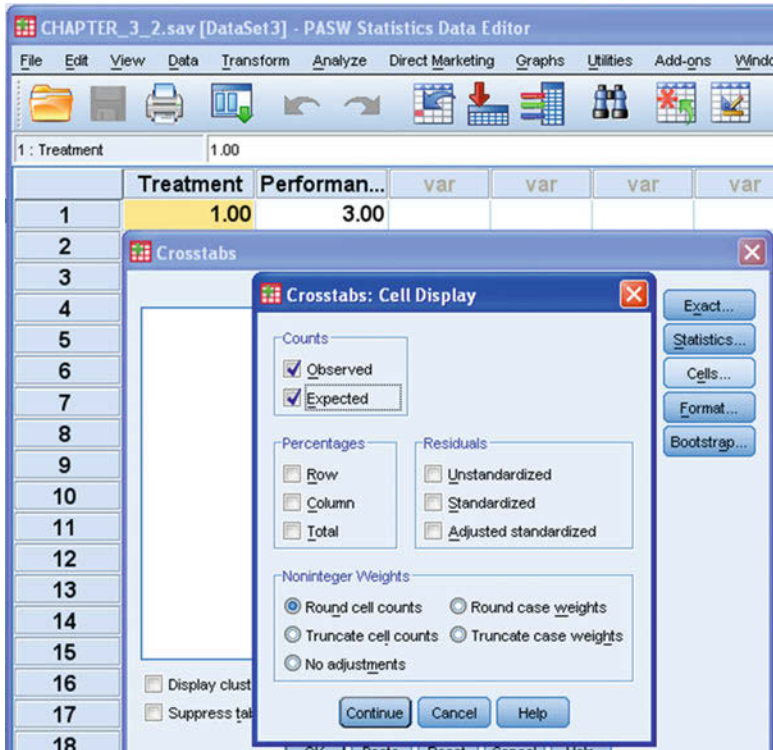 CHAPTER_3_2.sav [DataSet3] - PASW Statistics Data Editor
File Edit View Data Transform Analyze Direct Marketing Graphs Utilities Add-ons
1 : Treatment 1.00
Treatment Performan... var var var var
1 1.00 3.00
2
Crosstabs
3
Crosstabs: Cell Display
4
Exact...
Counts
5
Statistics...
Observed
6
Cells...
Expected
7
Format...
8
Bootstrap...
Percentages Residuals
9
Row Unstandardized
10
Column Standardized
11
Total Adjusted standardized
12
Noninteger Weights
13
Round cell counts Round case weights
14
Truncate cell counts Truncate case weights
15
No adjustments
16
Display clust
17
Suppress tab
Continue Cancel Help
18